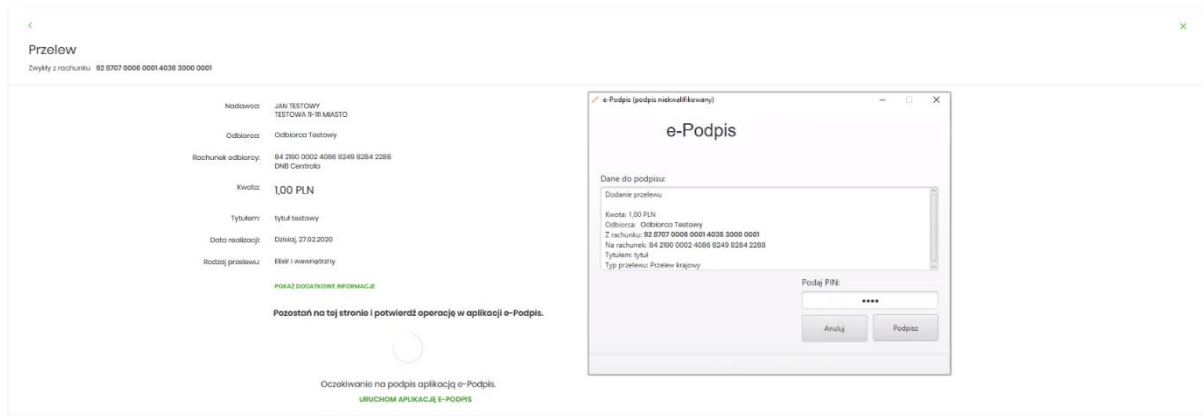 Przelew
Zwykły z rachunku 92 8707 0006 0001 4036 3000 0001
Nadawca: JAN TESTOWY
TESTOWA 11-111 MIASTO
Odbiorca: Odbiorca Testowy
Rachunek odbiorcy: 84 2190 0002 4086 8249 8284 2288
DNB Centrala
Kwota: 1,00 PLN
Tytułem: tytuł testowy
Data realizacji: Dzisiaj, 27.02.2020
Rodzaj przelewu: Elixir i wewnętrzny
POKAŻ DODATKOWE INFORMACJE
Pozostań na tej stronie i potwierdź operację w aplikacji e-Podpis.
Oczekiwanie na podpis aplikacją e-Podpis.
URUCHOM APLIKACJĘ E-PODPIS
e-Podpis (podpis niekwalifikowany)
e-Podpis
Dane do podpisu:
Dodanie przelewu
Kwota: 1,00 PLN
Odbiorca: Odbiorca Testowy
Z rachunku: 92 8707 0006 0001 4036 3000 0001
Na rachunek: 84 2190 0002 4086 8249 8284 2288
Tytułem: tytuł
Typ przelewu: Przelew krajowy
Podaj PIN:
••••
Anuluj Podpisz